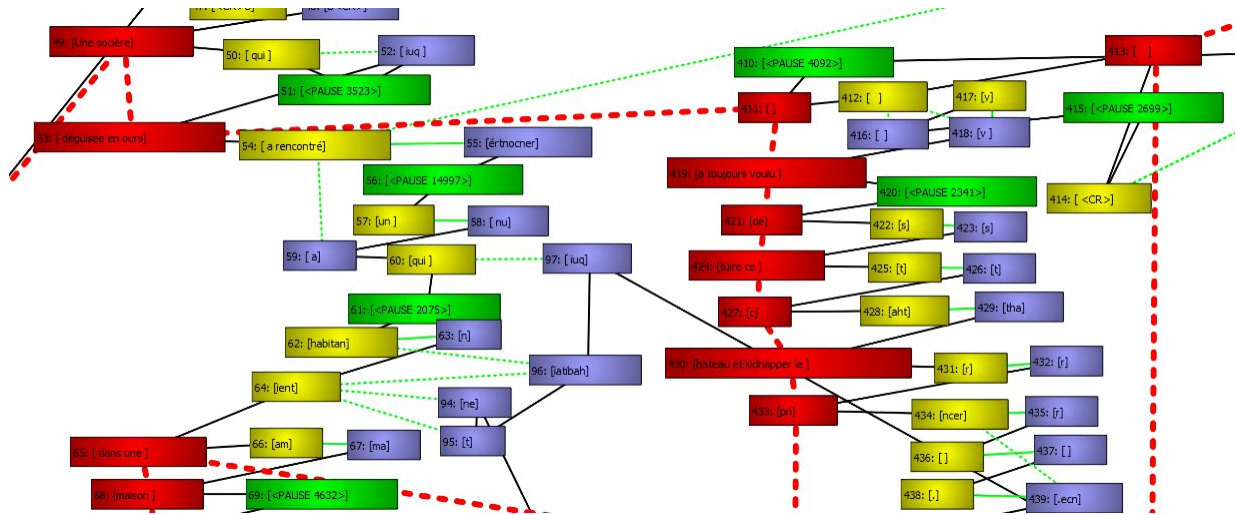 49: [Une socière]
50: [ qui ]
52: [ iuq ]
51: [<PAUSE 3523>]
53: [ déguisée en ours]
54: [ a rencontré]
55: [értnocner]
56: [<PAUSE 14997>]
57: [un ]
58: [ nu]
59: [ a]
60: [qui ]
97: [ iuq]
61: [<PAUSE 2075>]
62: [habitan]
63: [n]
64: [ient]
96: [iatibah]
94: [ne]
95: [t]
65: [ dans une ]
66: [am]
67: [ma]
68: [maison ]
69: [<PAUSE 4632>]
410: [<PAUSE 4092>]
413: [   ]
411: [ ]
412: [  ]
417: [v]
415: [<PAUSE 2699>]
416: [ ]
418: [v ]
419: [a toujours voulu ]
420: [<PAUSE 2341>]
414: [ <CR>]
421: [de]
422: [s]
423: [s]
424: [tuire ce ]
425: [t]
426: [t]
427: [c]
428: [aht]
429: [tha]
430: [hateau et kidnapper le ]
431: [r]
432: [r]
433: [pri]
434: [ncer]
435: [r]
436: [ ]
437: [ ]
438: [.]
439: [.ecn]